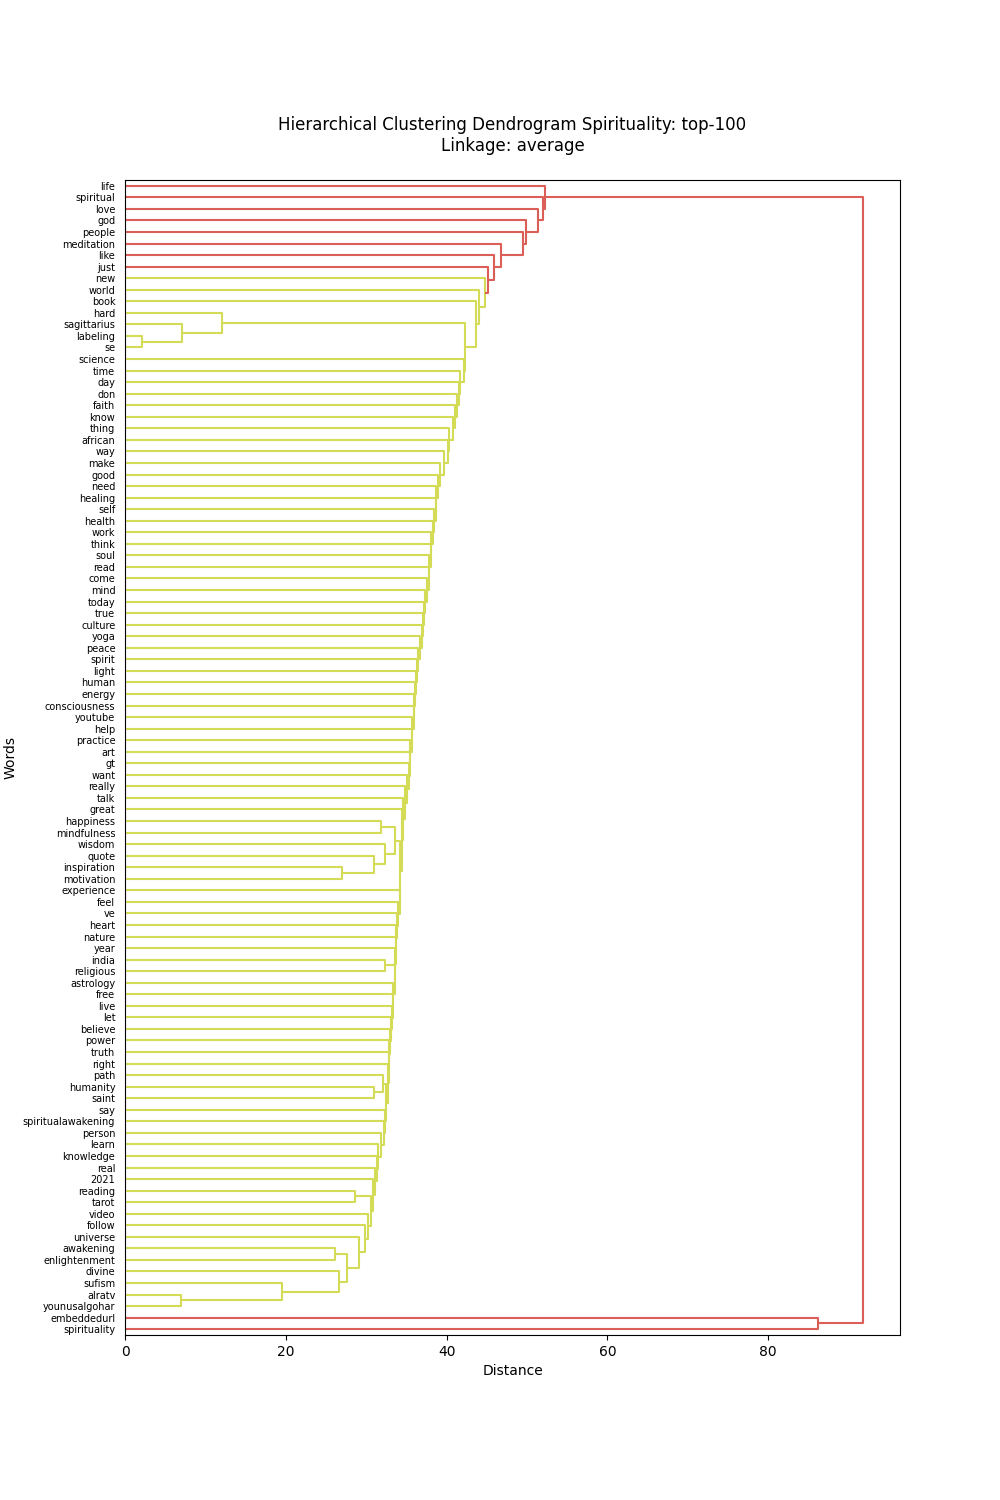 Hierarchical Clustering Dendrogram Spirituality: top-100
Linkage: average
life
spiritual
love
god
people
meditation
like
just
new
world
book
hard
sagittarius
labeling
se
science
time
day
don
faith
know
thing
african
way
make
good
need
healing
self
health
work
think
soul
read
come
mind
today
true
culture
yoga
peace
spirit
light
human
energy
consciousness
youtube
help
practice
art
gt
want
really
talk
great
happiness
mindfulness
wisdom
quote
inspiration
motivation
experience
feel
ve
heart
nature
year
india
religious
astrology
free
live
let
believe
power
truth
right
path
humanity
saint
say
spiritualawakening
person
learn
knowledge
real
2021
reading
tarot
video
follow
universe
awakening
enlightenment
divine
sufism
alratv
younusalgohar
embeddedurl
spirituality
Words
0 20 40 60 80
Distance